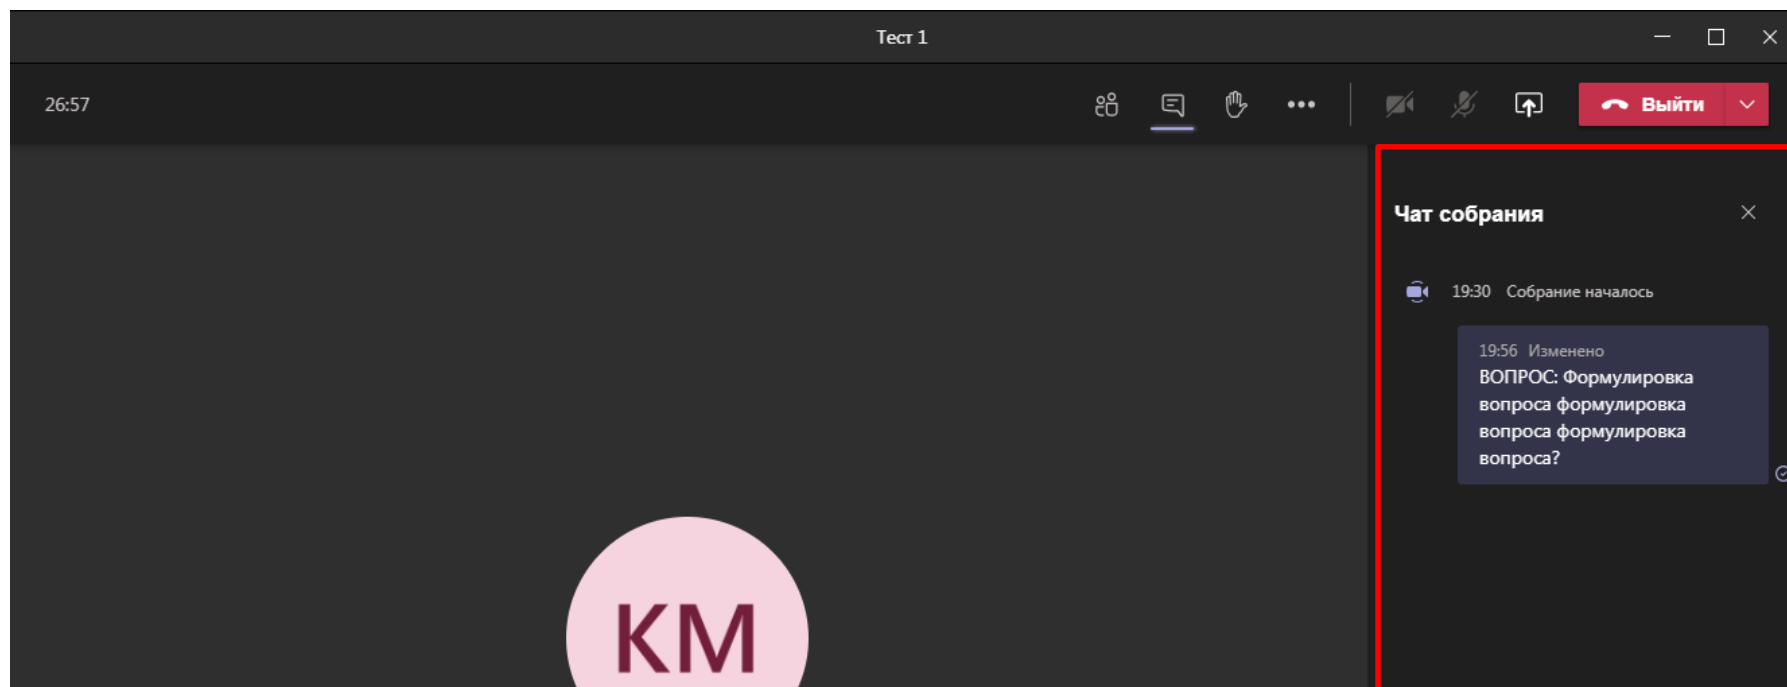 Тест 1
26:57
Выйти
Чат собрания
19:30 Собрание началось
19:56 Изменено
ВОПРОС: Формулировка
вопроса формулировка
вопроса формулировка
вопроса?
КМ